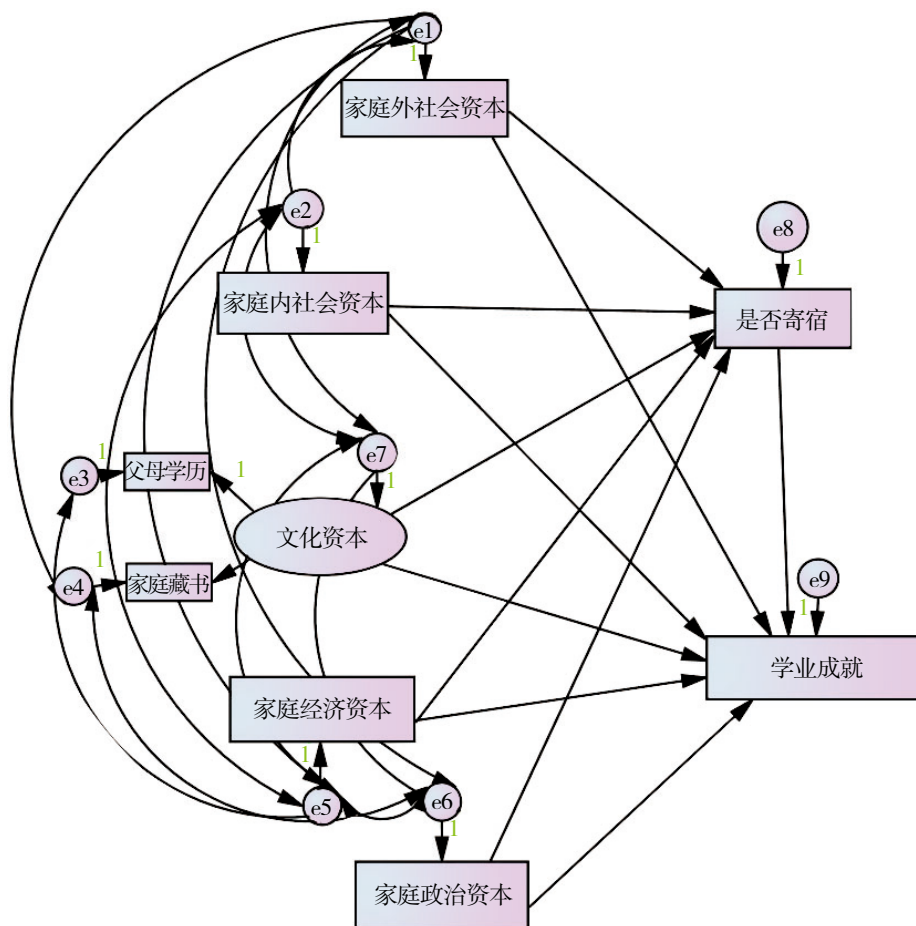 e1
1
家庭外社会资本
e2
1
e8
1
家庭内社会资本
是否寄宿
e7
1
e3
1
父母学历
1
文化资本
e4
1
家庭藏书
e9
1
学业成就
家庭经济资本
1
e5
e6
1
家庭政治资本